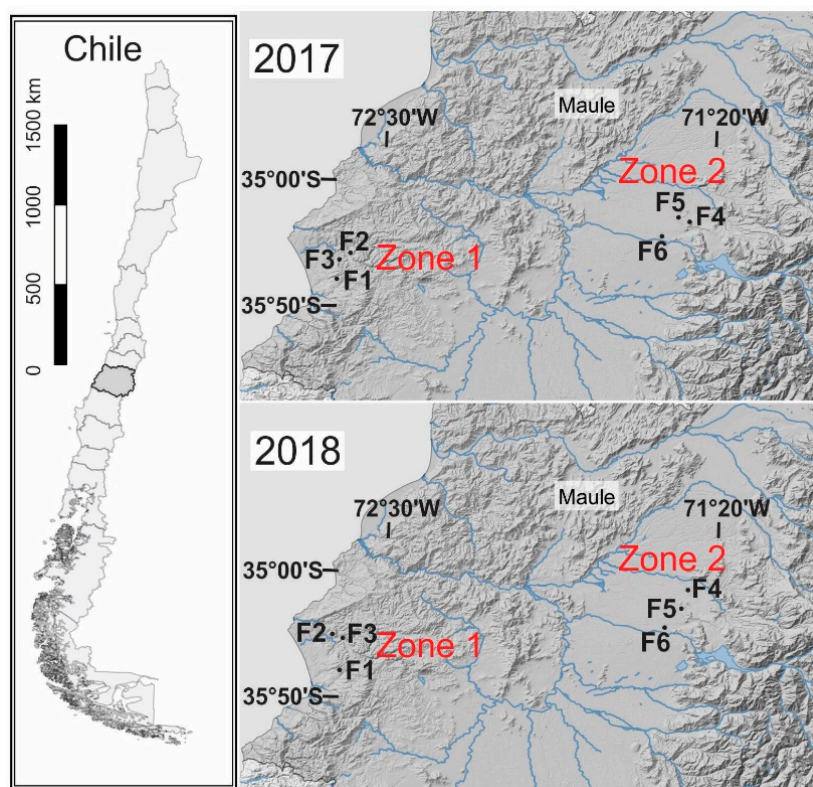 Chile
1500 km
1000
500
0
2017
Maule
72°30'W
71°20'W
35°00'S
Zone 2
F5
F4
F6
F2
F3
Zone 1
F1
35°50'S
2018
Maule
72°30'W
71°20'W
35°00'S
Zone 2
F4
F5
F6
F2
F3
Zone 1
F1
35°50'S